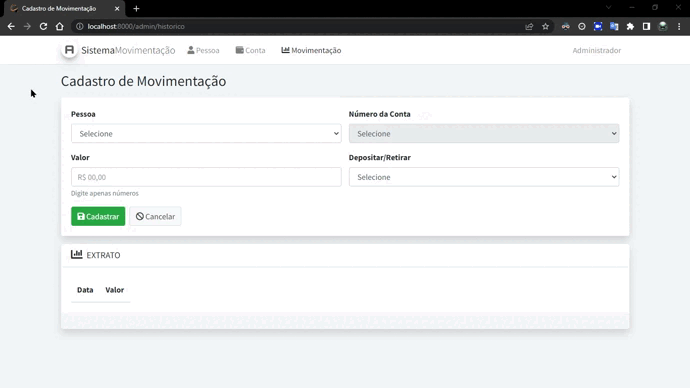 Cadastro de Movimentação
localhost:8000/admin/historico
SistemaMovimentação Pessoa Conta Movimentação Administrador
Cadastro de Movimentação
Pessoa Número da Conta
Selecione Selecione
Valor Depositar/Retirar
R$ 00,00 Selecione
Digite apenas números
Cadastrar Cancelar
EXTRATO
Data Valor